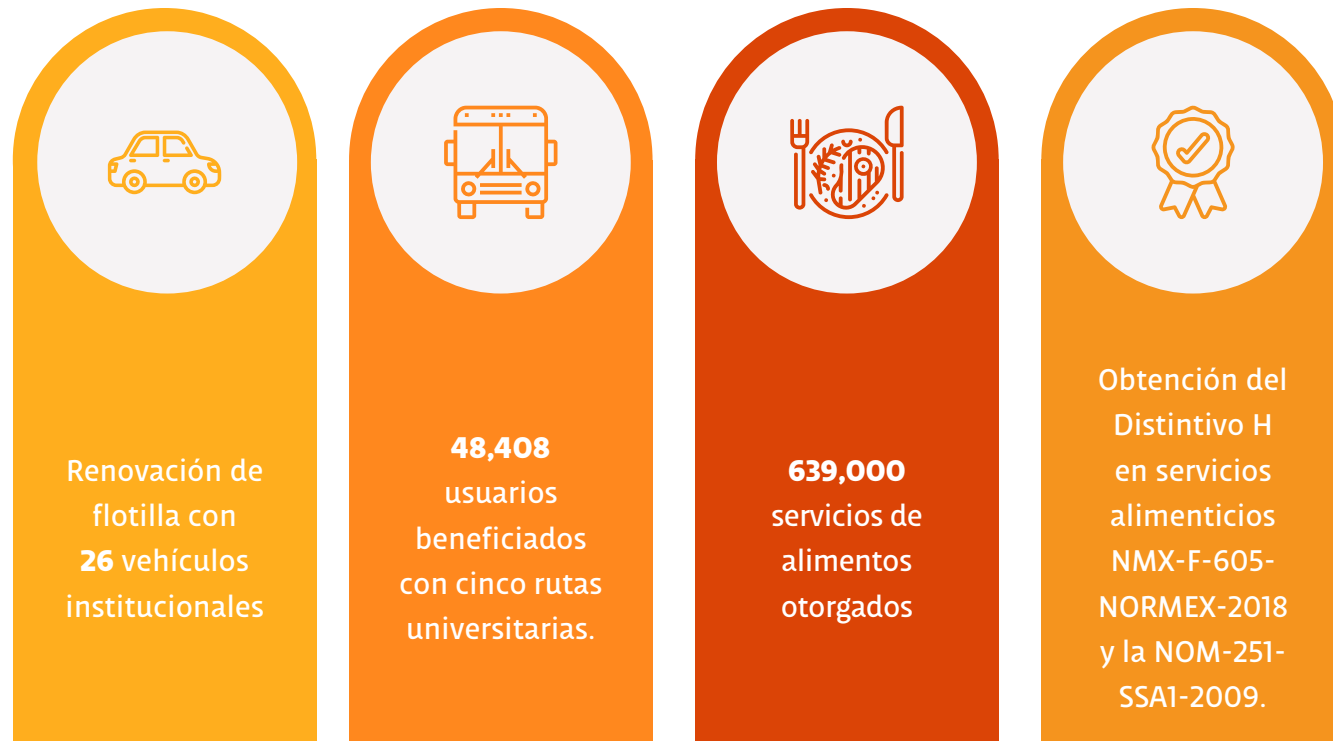 Renovación de
flotilla con
26 vehículos
institucionales
48,408
usuarios
beneficiados
con cinco rutas
universitarias.
639,000
servicios de
alimentos
otorgados
Obtención del
Distintivo H
en servicios
alimenticios
NMX-F-605-
NORMEX-2018
y la NOM-251-
SSA1-2009.